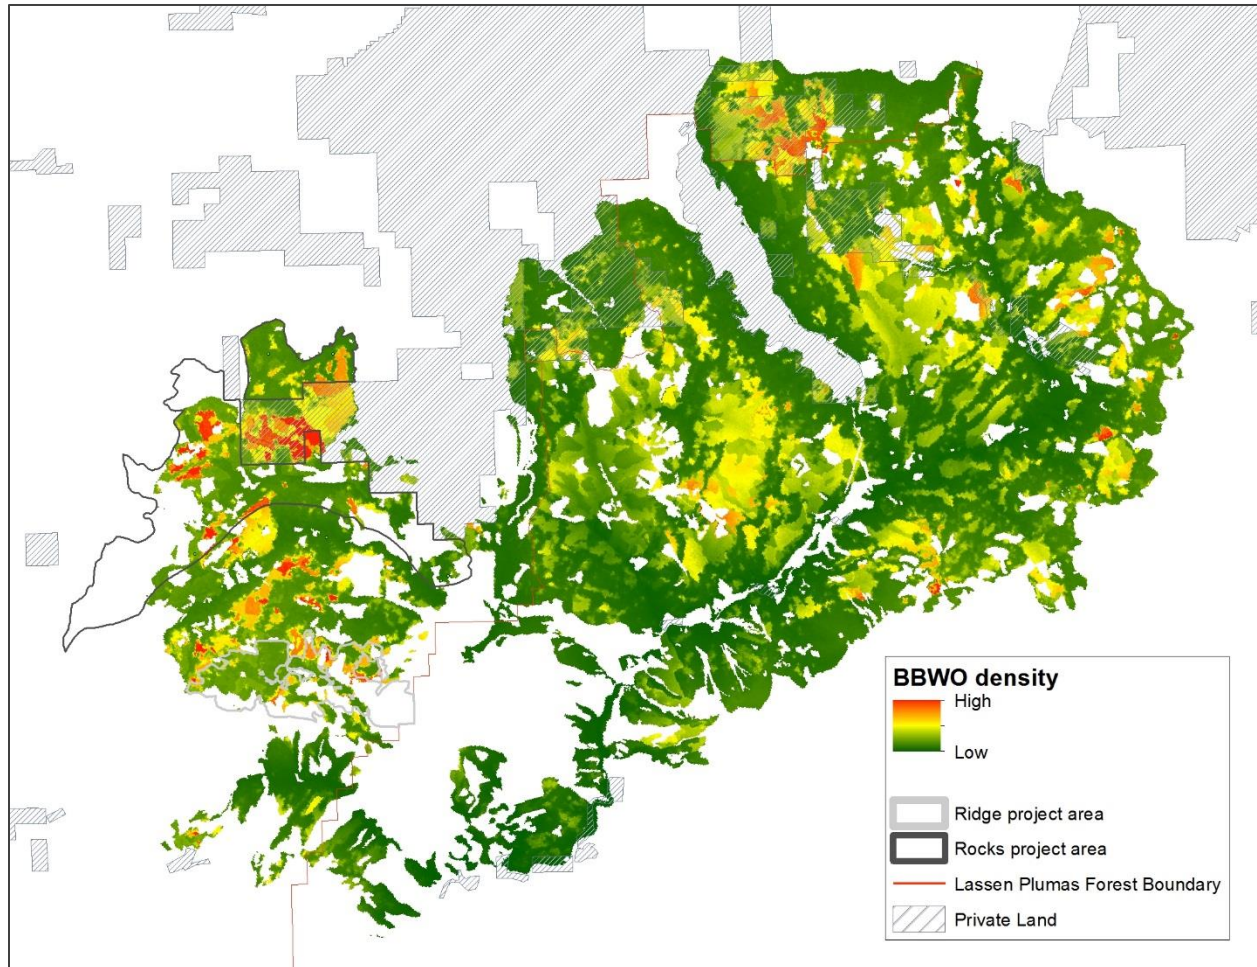 BBWO density
High
Low
Ridge project area
Rocks project area
Lassen Plumas Forest Boundary
Private Land